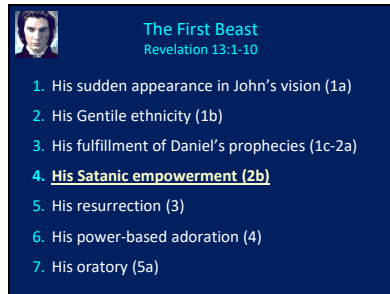 The First Beast
Revelation 13:1-10
1. His sudden appearance in John's vision (1a)
2. His Gentile ethnicity (1b)
3. His fulfillment of Daniel's prophecies (1c-2a)
4. His Satanic empowerment (2b)
5. His resurrection (3)
6. His power-based adoration (4)
7. His oratory (5a)